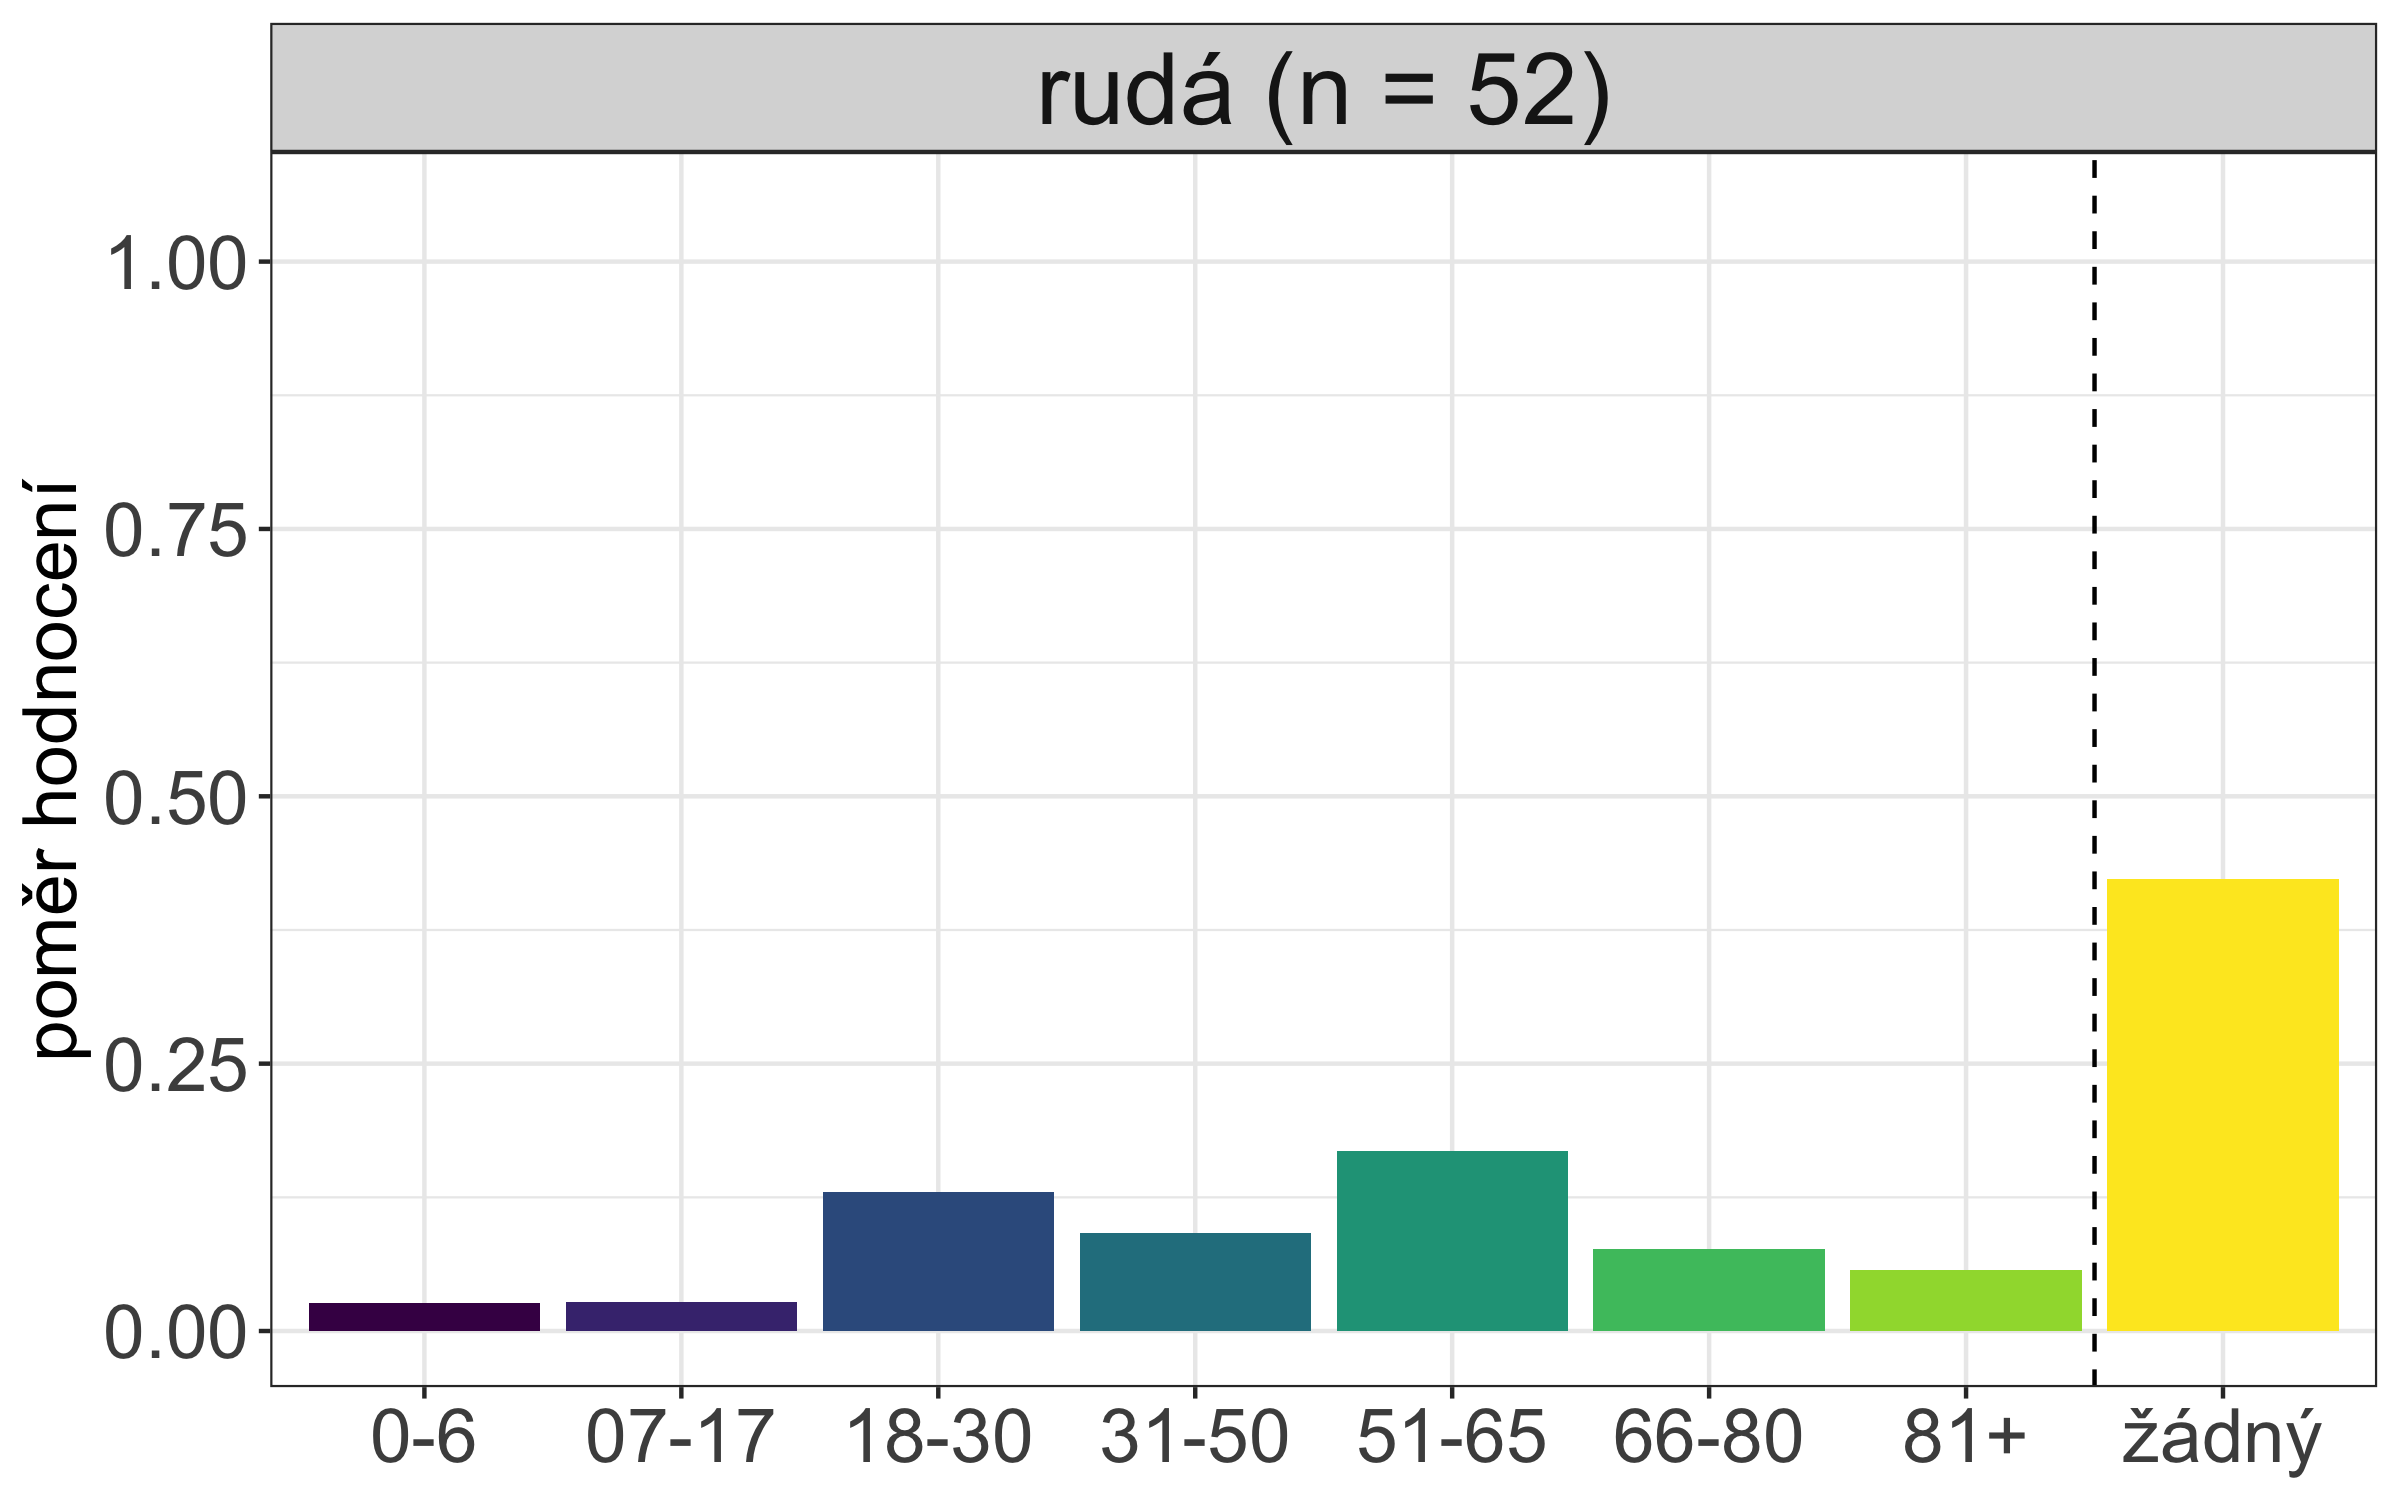 rudá (n = 52)
poměr hodnocení
1.00
0.75
0.50
0.25
0.00
0-6 07-17 18-30 31-50 51-65 66-80 81+ žádný